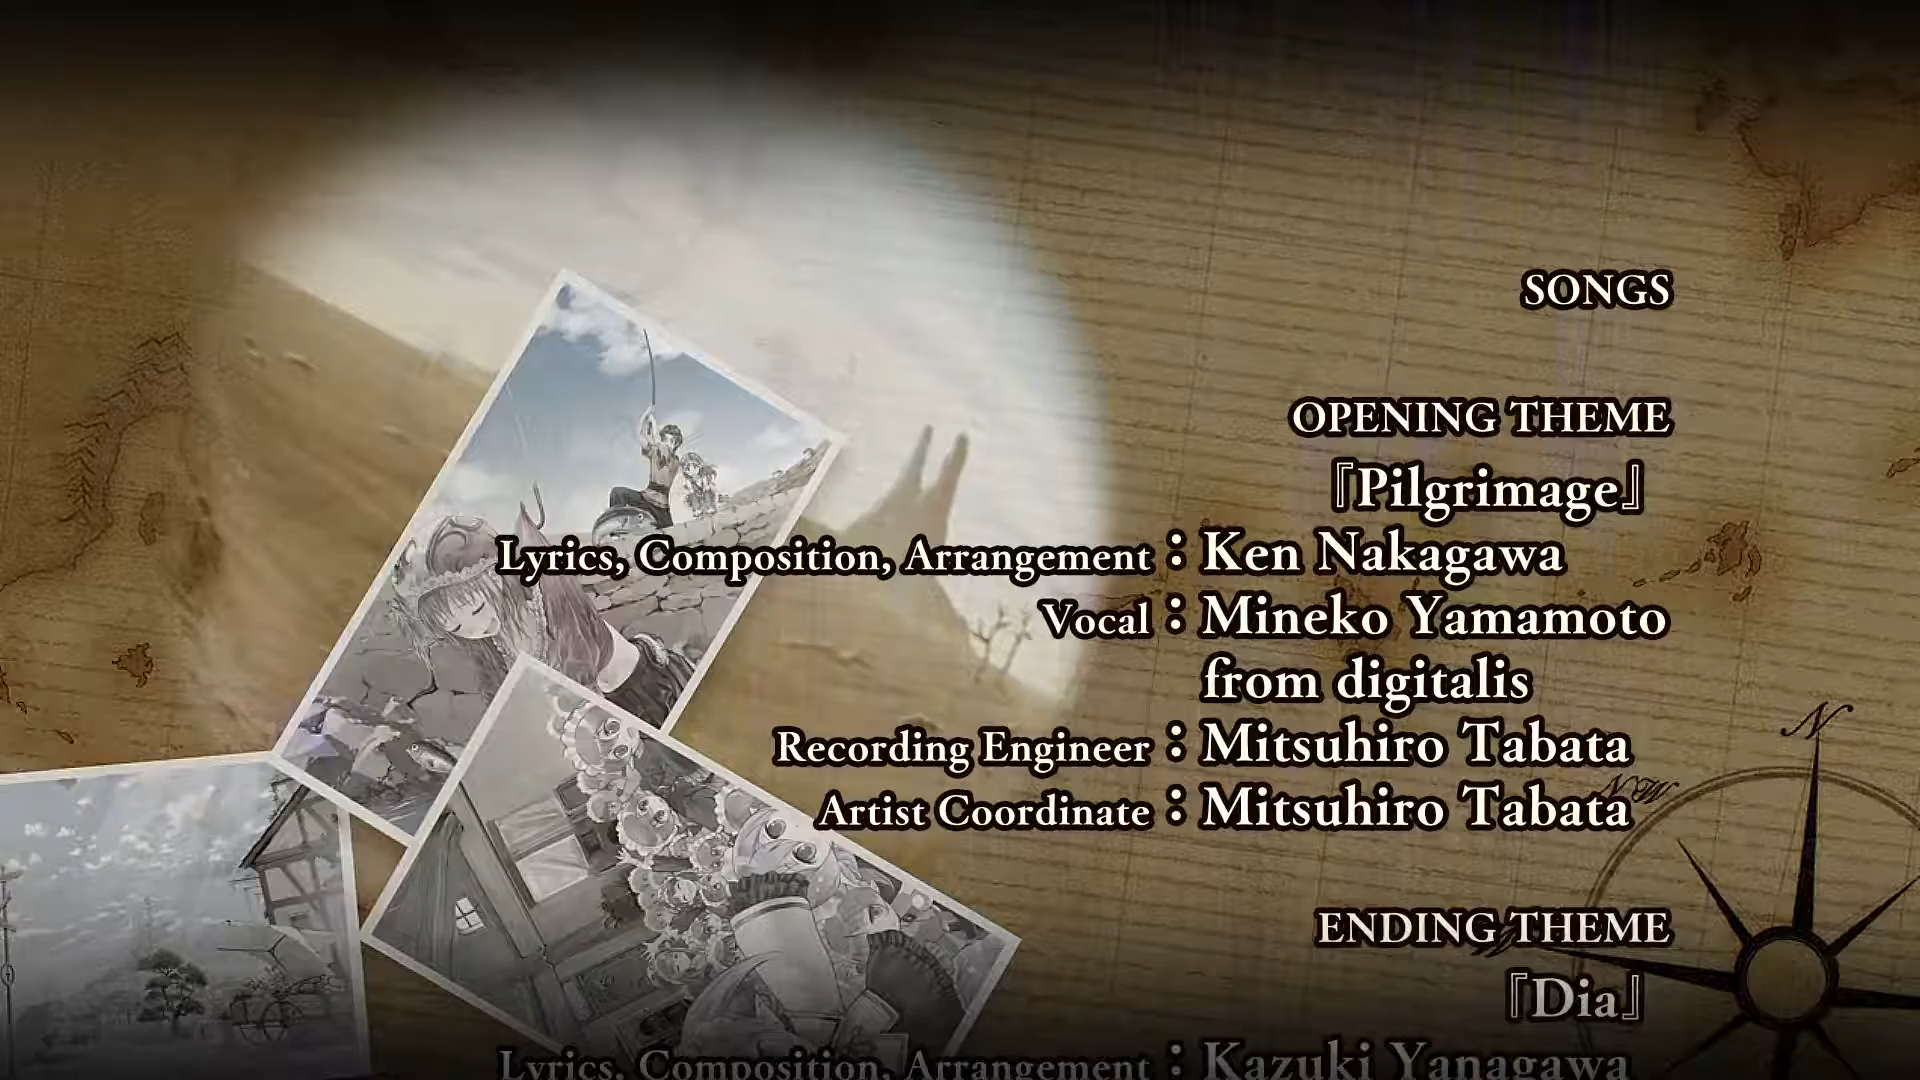 SONGS
OPENING THEME
『Pilgrimage』
Lyrics, Composition, Arrangement：Ken Nakagawa
Vocal：Mineko Yamamoto
from digitalis
Recording Engineer：Mitsuhiro Tabata
Artist Coordinate：Mitsuhiro Tabata
N
NW
ENDING THEME
『Dia』
Lyrics, Composition, Arrangement：Kazuki Yanagawa